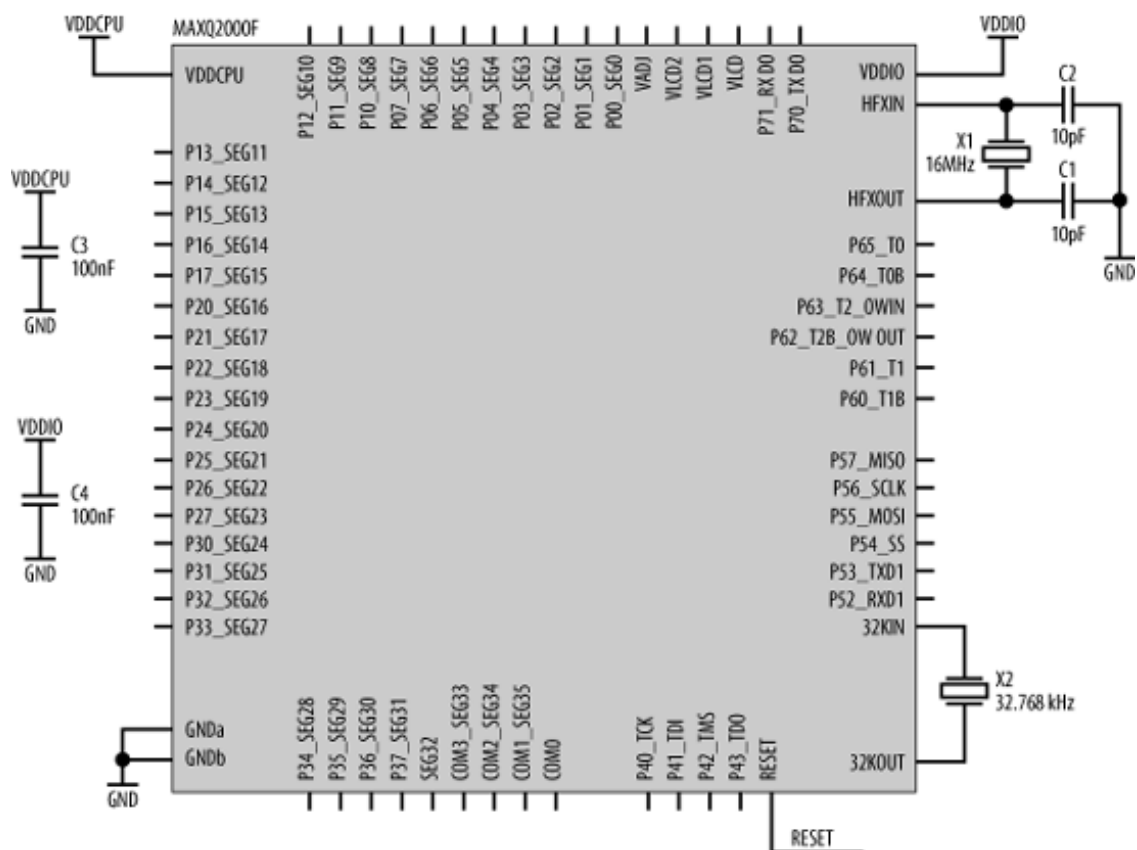 VDDCPU
MAXQ2000F
VDDIO
VDDCPU
P12_SEG10
P11_SEG9
P10_SEG8
P07_SEG7
P06_SEG6
P05_SEG5
P04_SEG4
P03_SEG3
P02_SEG2
P01_SEG1
P00_SEG0
VADJ
VLCD2
VLCD1
VLCD
P71_RX D0
P70_TX D0
VDDIO
HFXIN
C2
10pF
X1
16MHz
C1
10pF
HFXOUT
GND
P13_SEG11
P14_SEG12
P15_SEG13
P16_SEG14
P17_SEG15
P20_SEG16
P21_SEG17
P22_SEG18
P23_SEG19
P24_SEG20
P25_SEG21
P26_SEG22
P27_SEG23
P30_SEG24
P31_SEG25
P32_SEG26
P33_SEG27
VDDCPU
C3
100nF
GND
VDDIO
C4
100nF
GND
P65_T0
P64_T0B
P63_T2_OWIN
P62_T2B_OW OUT
P61_T1
P60_T1B
P57_MISO
P56_SCLK
P55_MOSI
P54_SS
P53_TXD1
P52_RXD1
32KIN
X2
32.768 kHz
32KOUT
GNDa
GNDb
GND
P34_SEG28
P35_SEG29
P36_SEG30
P37_SEG31
SEG32
COM3_SEG33
COM2_SEG34
COM1_SEG35
COM0
P40_TCK
P41_TDI
P42_TMS
P43_TDO
RESET
RESET